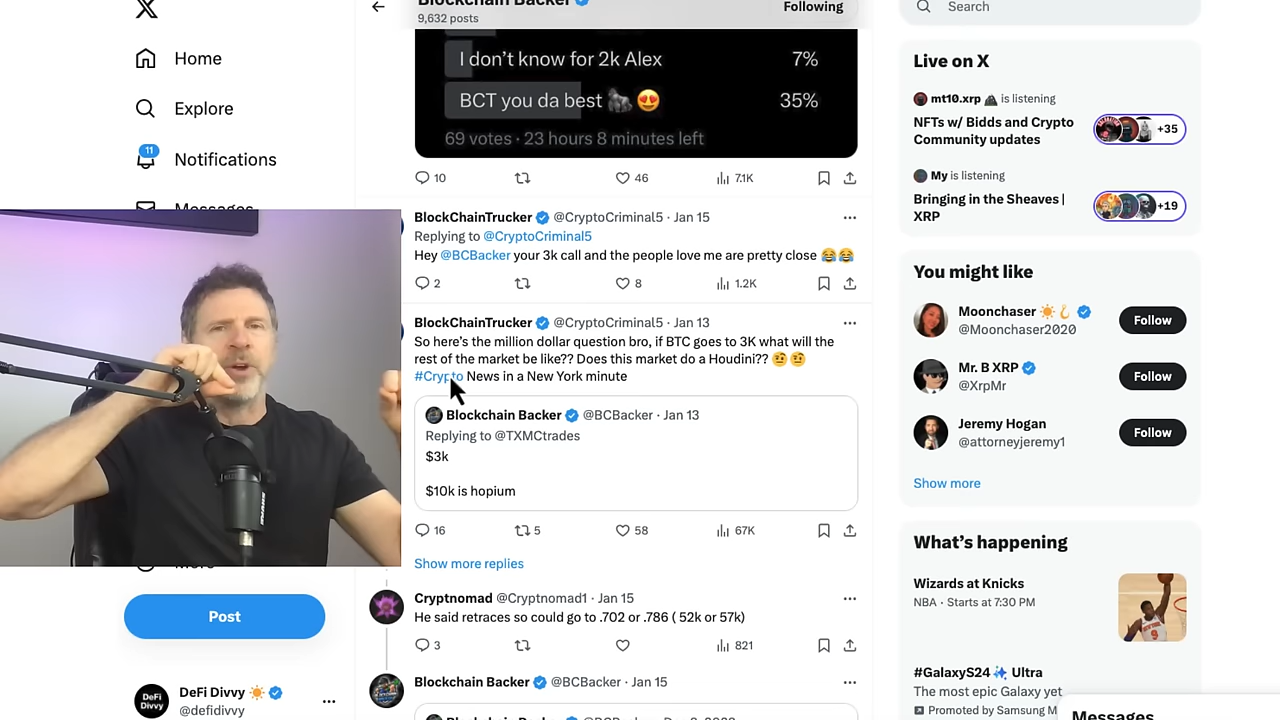 Blockchain Backer
9,632 posts
Following
Search
Home
Explore
11
Notifications
Messages
More
Post
DeFi Divvy
DeFi Divvy
@defidivvy
I don't know for 2k Alex 7%
BCT you da best 🦍😍 35%
69 votes · 23 hours 8 minutes left
10 46 7.1K
BlockChainTrucker @CryptoCriminal5 · Jan 15
Replying to @CryptoCriminal5
Hey @BCBacker your 3k call and the people love me are pretty close 😂😂
2 8 1.2K
BlockChainTrucker @CryptoCriminal5 · Jan 13
So here's the million dollar question bro, if BTC goes to 3K what will the
rest of the market be like?? Does this market do a Houdini?? 🤨🤨
#Crypto News in a New York minute
Blockchain Backer @BCBacker · Jan 13
Replying to @TXMCtrades
$3k
$10k is hopium
16 5 58 67K
Show more replies
Cryptnomad @Cryptnomad1 · Jan 15
He said retraces so could go to .702 or .786 ( 52k or 57k)
3 821
Blockchain Backer @BCBacker · Jan 15
Live on X
mt10.xrp is listening
NFTs w/ Bids and Crypto
Community updates
+35
My is listening
Bringing in the Sheaves |
XRP
+19
You might like
Moonchaser ☀️🪝
@Moonchaser2020
Follow
Mr. B XRP
@XrpMr
Follow
Jeremy Hogan
@attorneyjeremy1
Follow
Show more
What's happening
Wizards at Knicks
NBA · Starts at 7:30 PM
#GalaxyS24 ✨ Ultra
The most epic Galaxy yet
Promoted by Samsung M
Messages